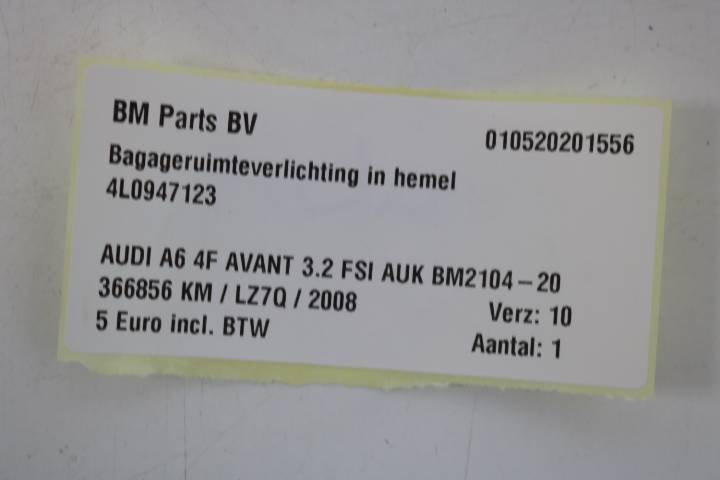 BM Parts BV
010520201556
Bagageruimteverlichting in hemel
4L0947123
AUDI A6 4F AVANT 3.2 FSI AUK BM2104-20
366856 KM / LZ7Q / 2008
Verz: 10
5 Euro incl. BTW
Aantal: 1